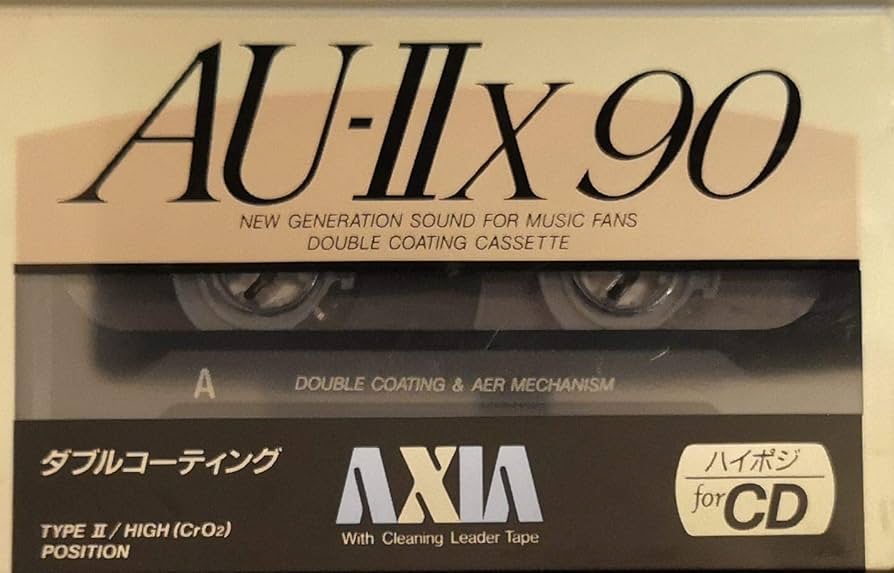 AU-IIx 90
NEW GENERATION SOUND FOR MUSIC FANS
DOUBLE COATING CASSETTE
A
DOUBLE COATING & AER MECHANISM
ダブルコーティング
TYPE II / HIGH (CrO₂)
POSITION
AXIA
With Cleaning Leader Tape
ハイポジ
for CD